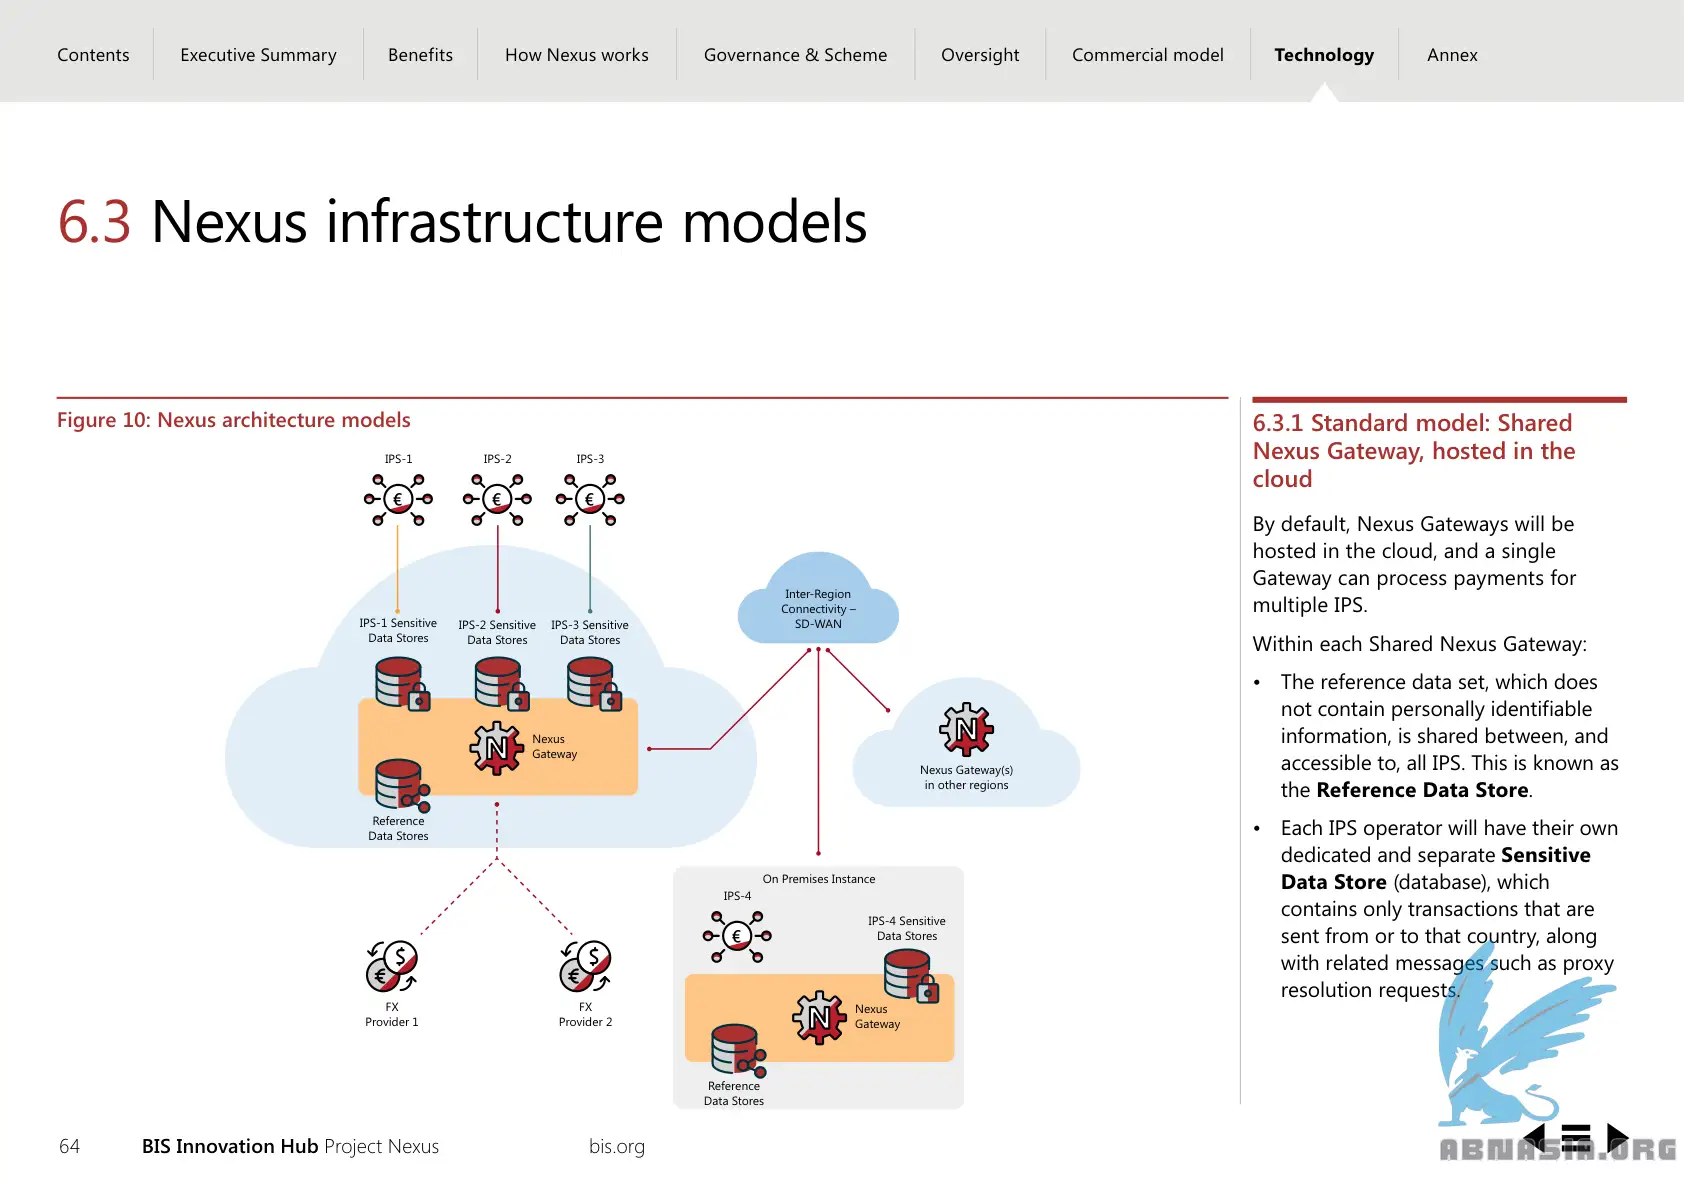 Contents
Executive Summary
Benefits
How Nexus works
Governance & Scheme
Oversight
Commercial model
Technology
Annex
6.3 Nexus infrastructure models
Figure 10: Nexus architecture models
IPS-1
IPS-2
IPS-3
€
€
€
IPS-1 Sensitive
Data Stores
IPS-2 Sensitive
Data Stores
IPS-3 Sensitive
Data Stores
N
Nexus
Gateway
Reference
Data Stores
Inter-Region
Connectivity –
SD-WAN
N
Nexus Gateway(s)
in other regions
$
€
FX
Provider 1
$
€
FX
Provider 2
On Premises Instance
IPS-4
€
IPS-4 Sensitive
Data Stores
N
Nexus
Gateway
Reference
Data Stores
6.3.1 Standard model: Shared
Nexus Gateway, hosted in the
cloud
By default, Nexus Gateways will be
hosted in the cloud, and a single
Gateway can process payments for
multiple IPS.
Within each Shared Nexus Gateway:
• The reference data set, which does
not contain personally identifiable
information, is shared between, and
accessible to, all IPS. This is known as
the Reference Data Store.
• Each IPS operator will have their own
dedicated and separate Sensitive
Data Store (database), which
contains only transactions that are
sent from or to that country, along
with related messages such as proxy
resolution requests.
64
BIS Innovation Hub Project Nexus
bis.org
ABNASIA.ORG